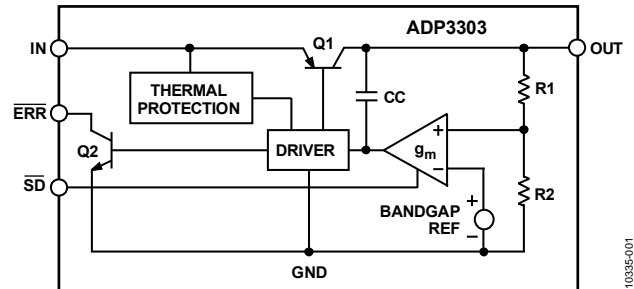 ADP3303
IN
Q1
OUT
THERMAL
PROTECTION
CC
R1
ERR
Q2
DRIVER
gm
+
−
R2
SD
BANDGAP
REF
+
−
GND
10335-001